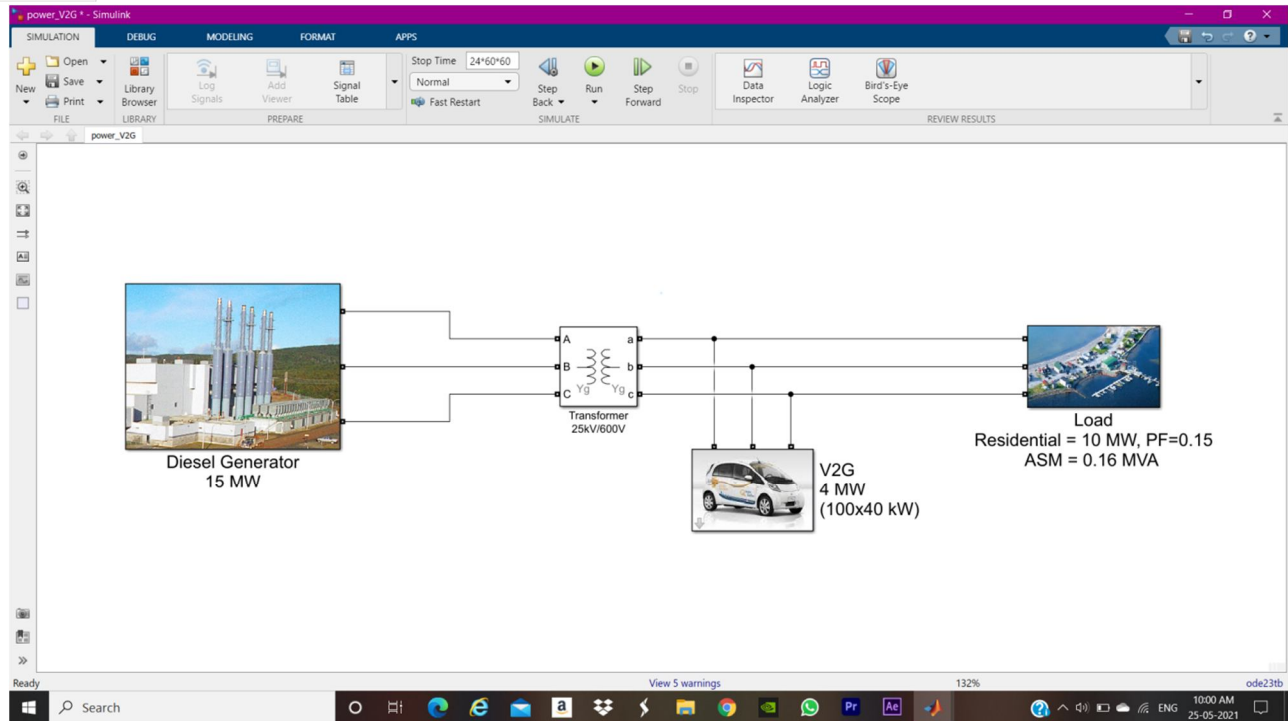 power_V2G * - Simulink
SIMULATION DEBUG MODELING FORMAT APPS
New
Open
Save
Print
FILE
Library Browser
LIBRARY
Log Signals
Add Viewer
Signal Table
PREPARE
Stop Time 24*60*60
Normal
Fast Restart
Step Back
Run
Step Forward
Stop
SIMULATE
Data Inspector
Logic Analyzer
Bird's-Eye Scope
REVIEW RESULTS
power_V2G
Diesel Generator
15 MW
A a
B b
C Yg Yg c
Transformer
25kV/600V
V2G
4 MW
(100x40 kW)
Load
Residential = 10 MW, PF=0.15
ASM = 0.16 MVA
Ready View 5 warnings 132% ode23tb
Search
a
Pr
Ae
ENG
10:00 AM
25-05-2021